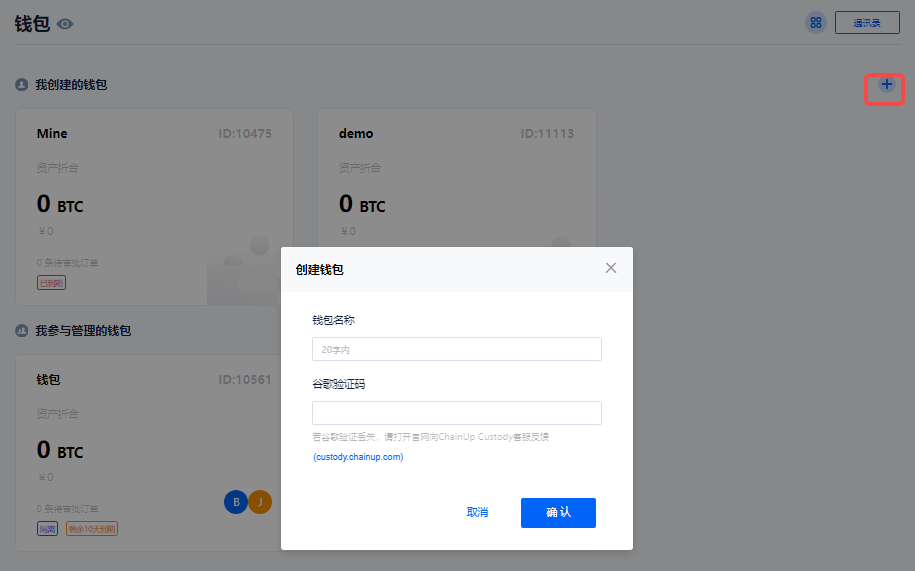 钱包
通讯录
我创建的钱包
Mine ID:10475
资产折合
0 BTC
￥0
0 条待审批订单
已到期
demo ID:11113
资产折合
0 BTC
￥0
创建钱包
钱包名称
20字内
谷歌验证码
若谷歌验证丢失，请打开官网向ChainUp Custody客服反馈
(custody.chainup.com)
取消
确 认
我参与管理的钱包
钱包 ID:10561
资产折合
0 BTC
￥0
0 条待审批订单
B J
隔离 剩余10天到期